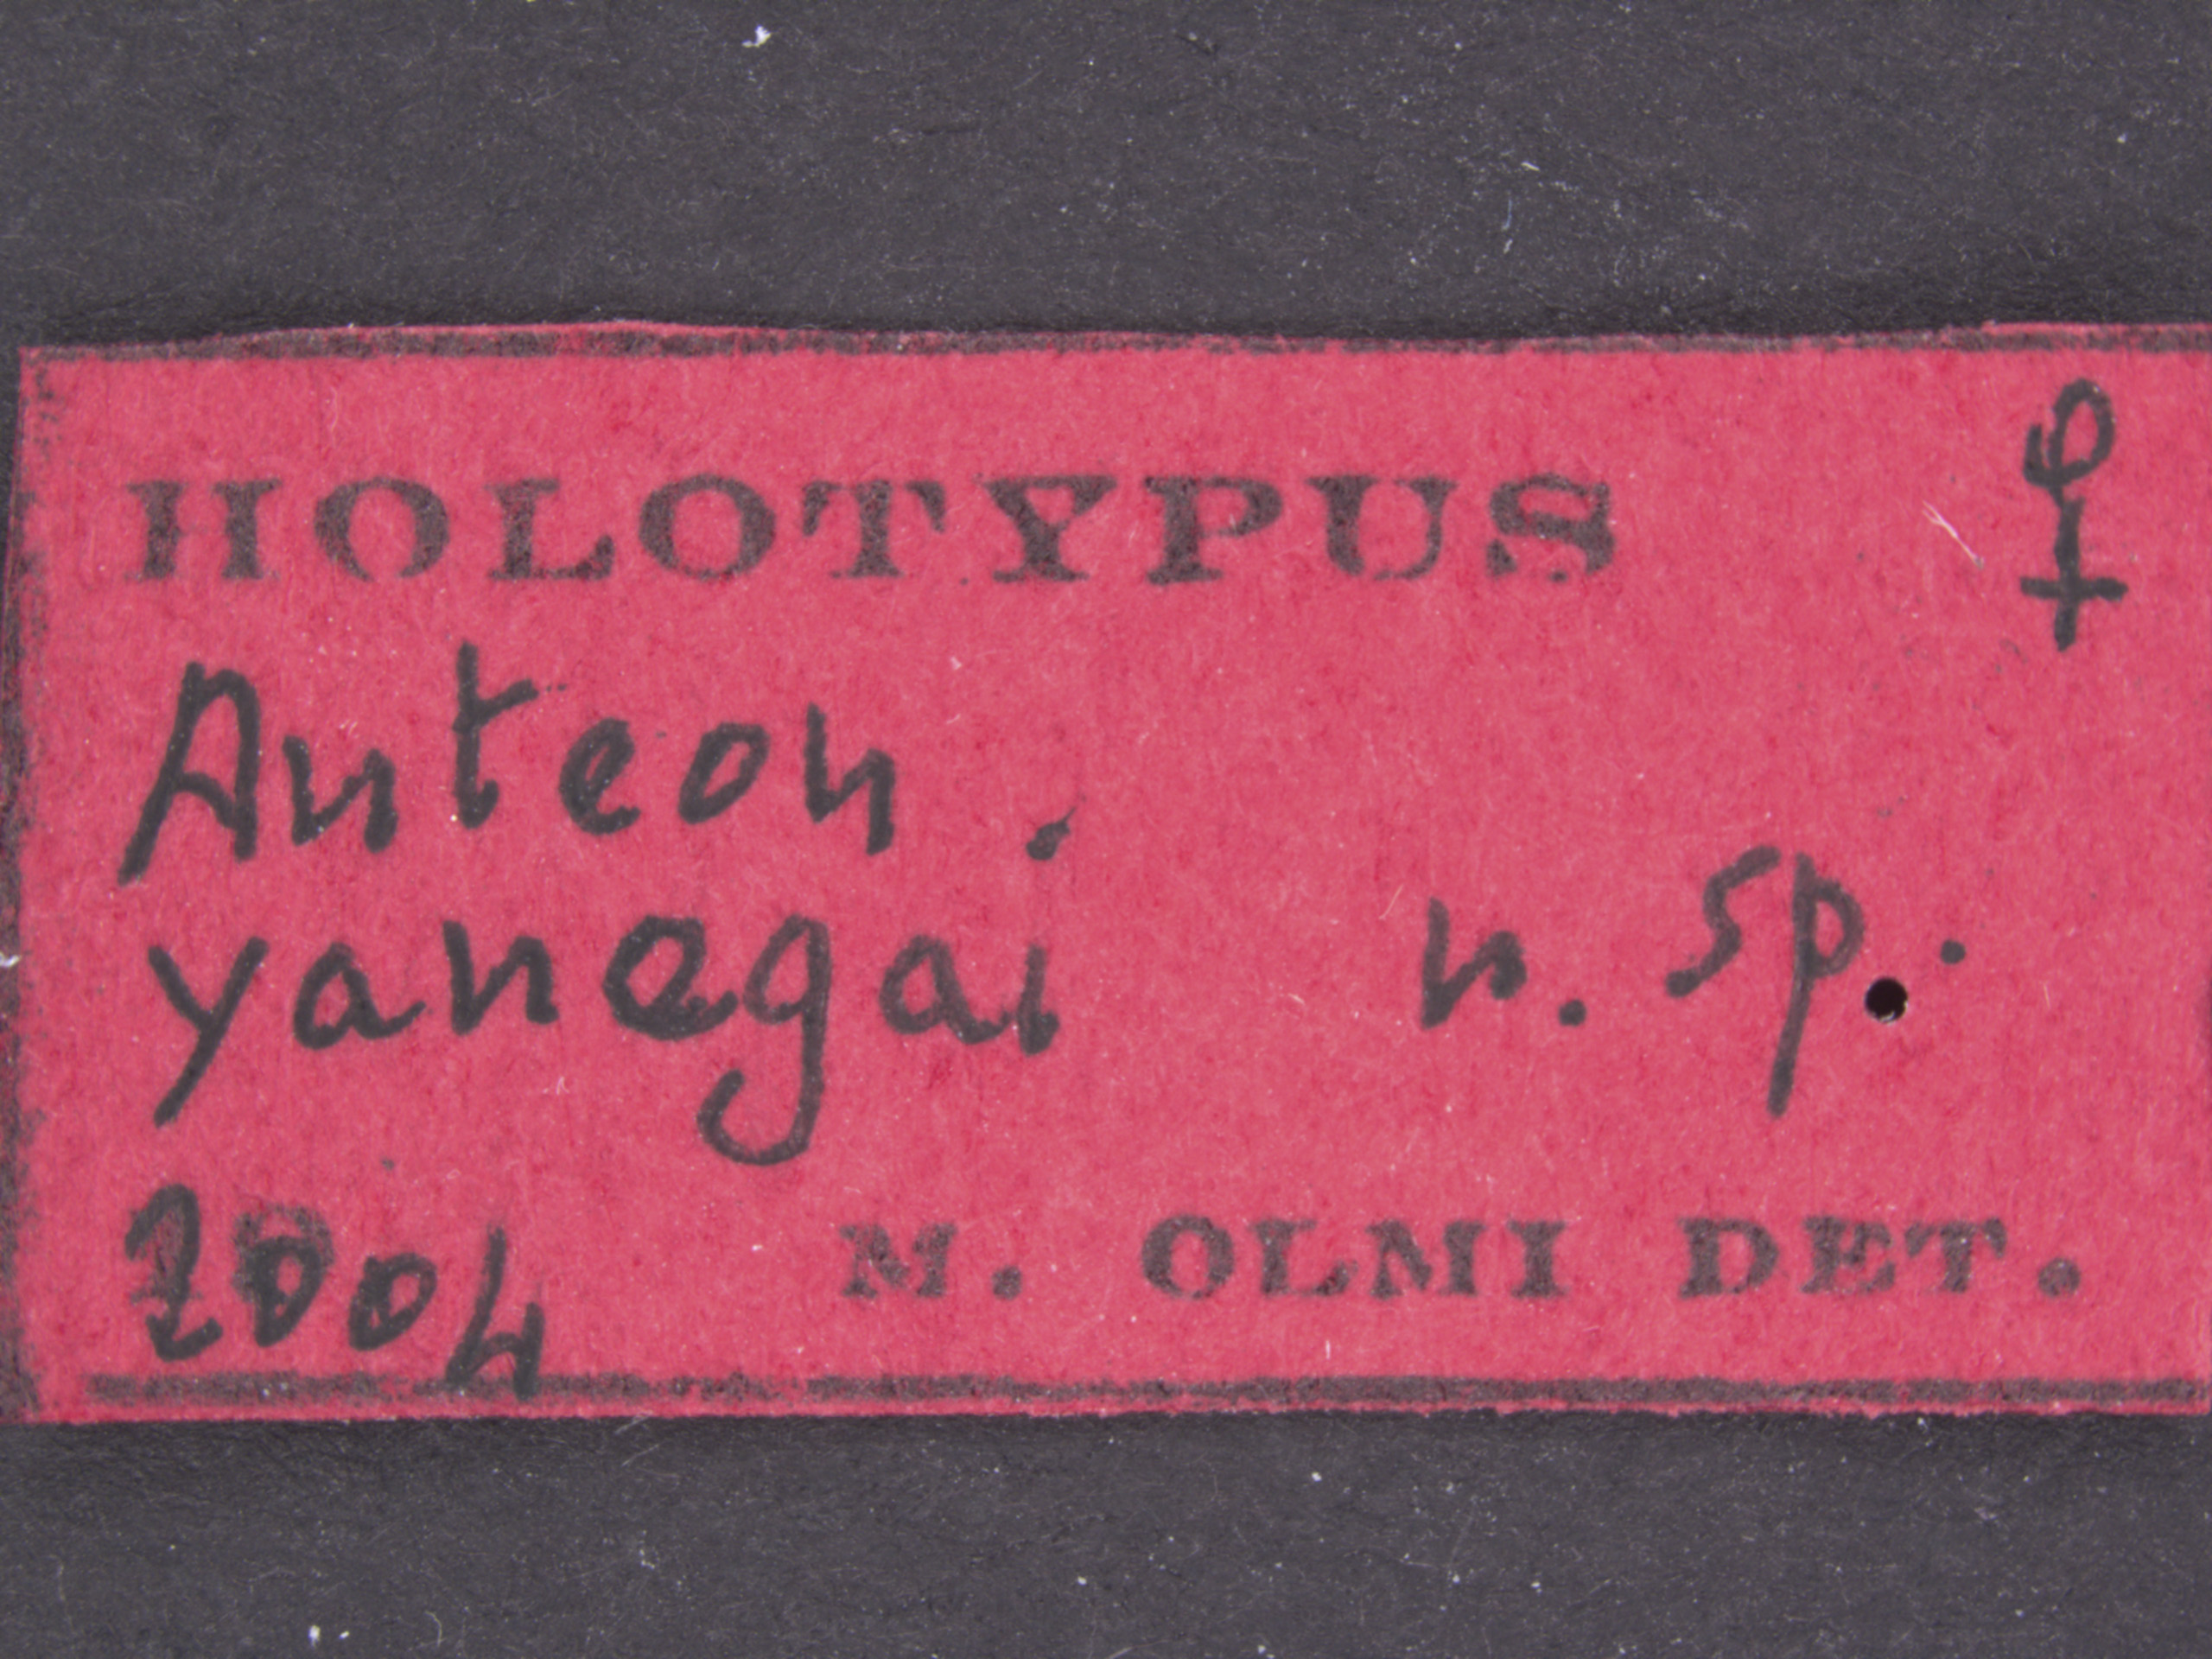 HOLOTYPUS ♀
Anteon
yanegai n. sp.
2004 M. OLMI DET.